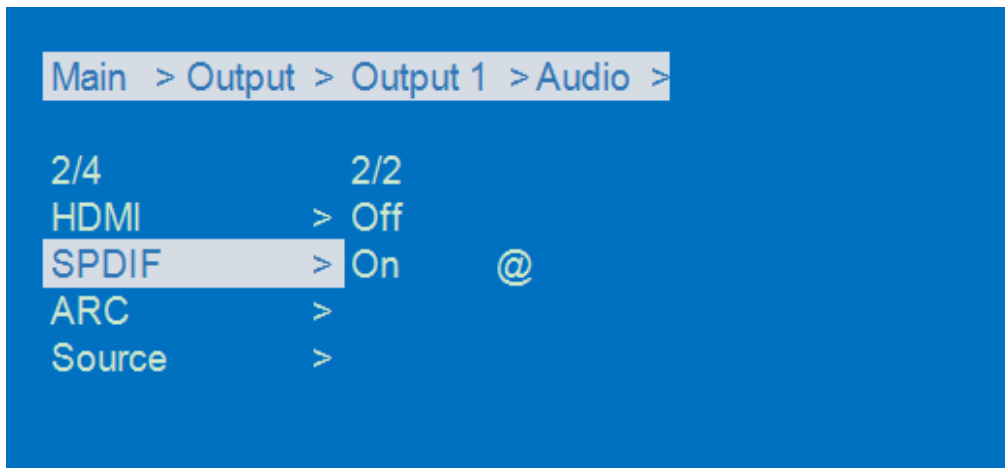 Main > Output > Output 1 > Audio >
2/4 2/2
HDMI > Off
SPDIF > On @
ARC >
Source >